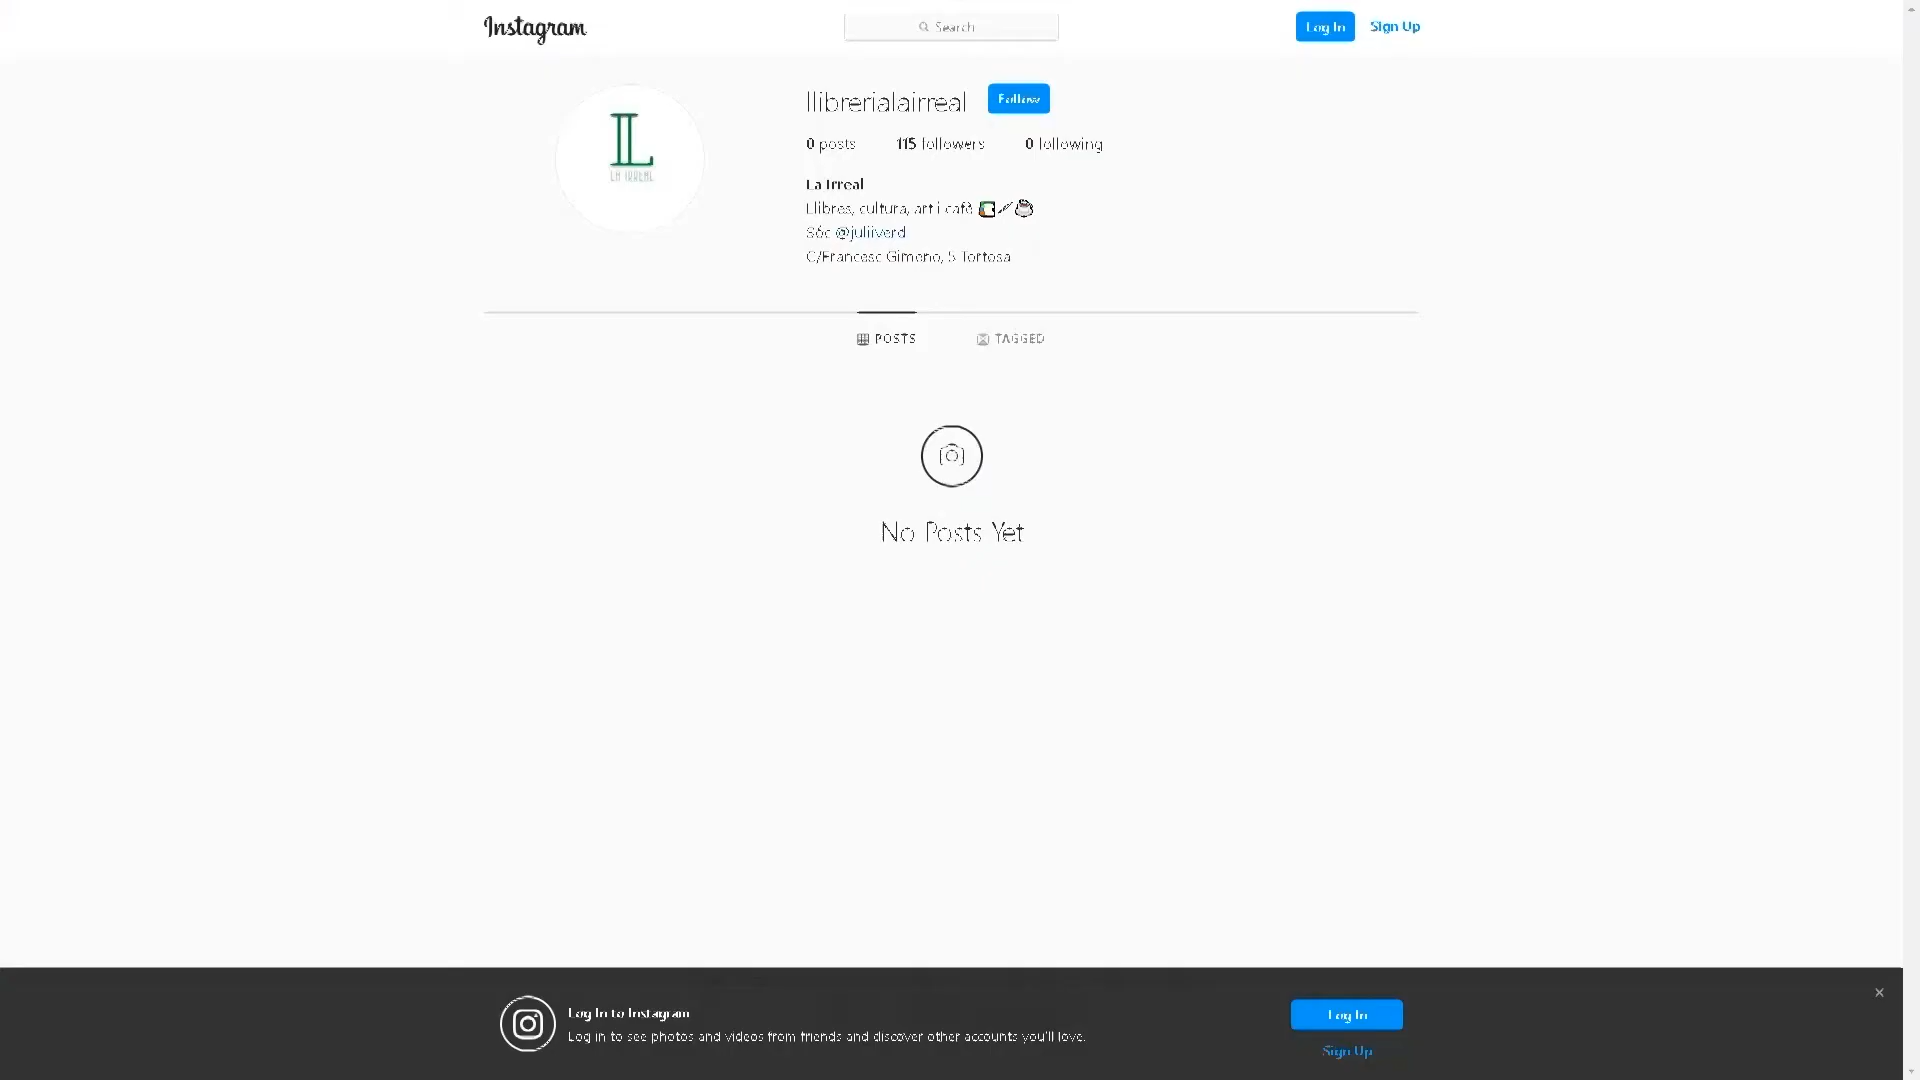 Instagram
Search
Log In
Sign Up
llibrerialairreal
Follow
0 posts
115 followers
0 following
La Irreal
Llibres, cultura, art i cafè
Sóc @juliiverd
C/Francesc Gimeno, 5 Tortosa
POSTS
TAGGED
No Posts Yet
Log In to Instagram
Log in to see photos and videos from friends and discover other accounts you'll love.
Log In
Sign Up